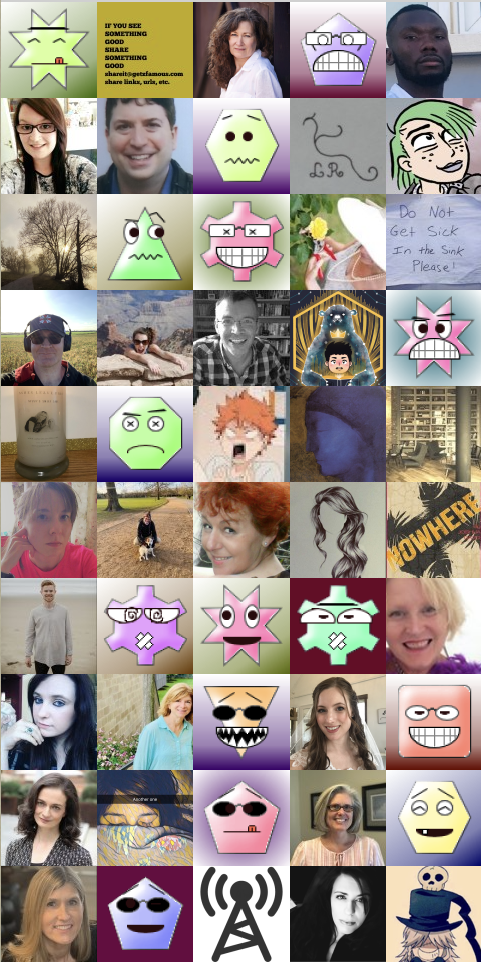 IF YOU SEE
SOMETHING
GOOD
SHARE
SOMETHING
GOOD
shareit@getsfamous.com
share links, urls, etc.
LR
Do Not
Get Sick
In the Sink
Please!
NOWHERE
Another one